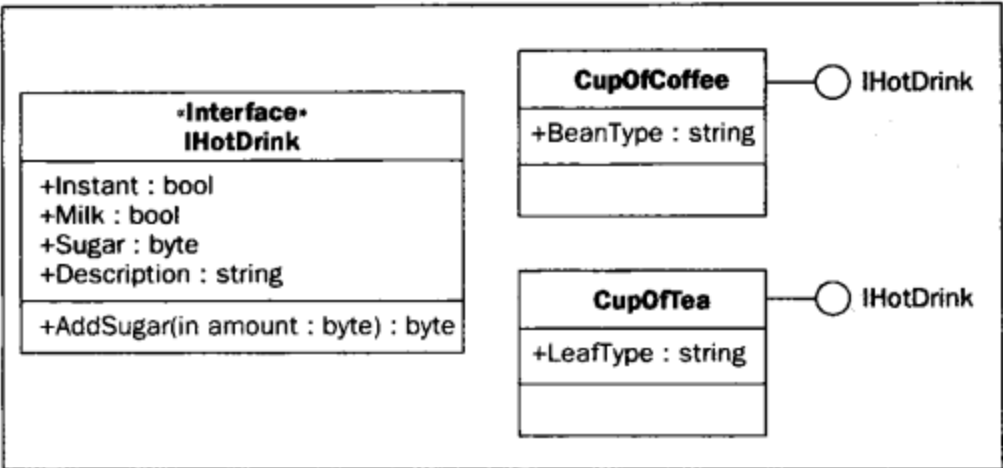 «Interface»
IHotDrink
+Instant : bool
+Milk : bool
+Sugar : byte
+Description : string
+AddSugar(in amount : byte) : byte
CupOfCoffee
IHotDrink
+BeanType : string
CupOfTea
IHotDrink
+LeafType : string